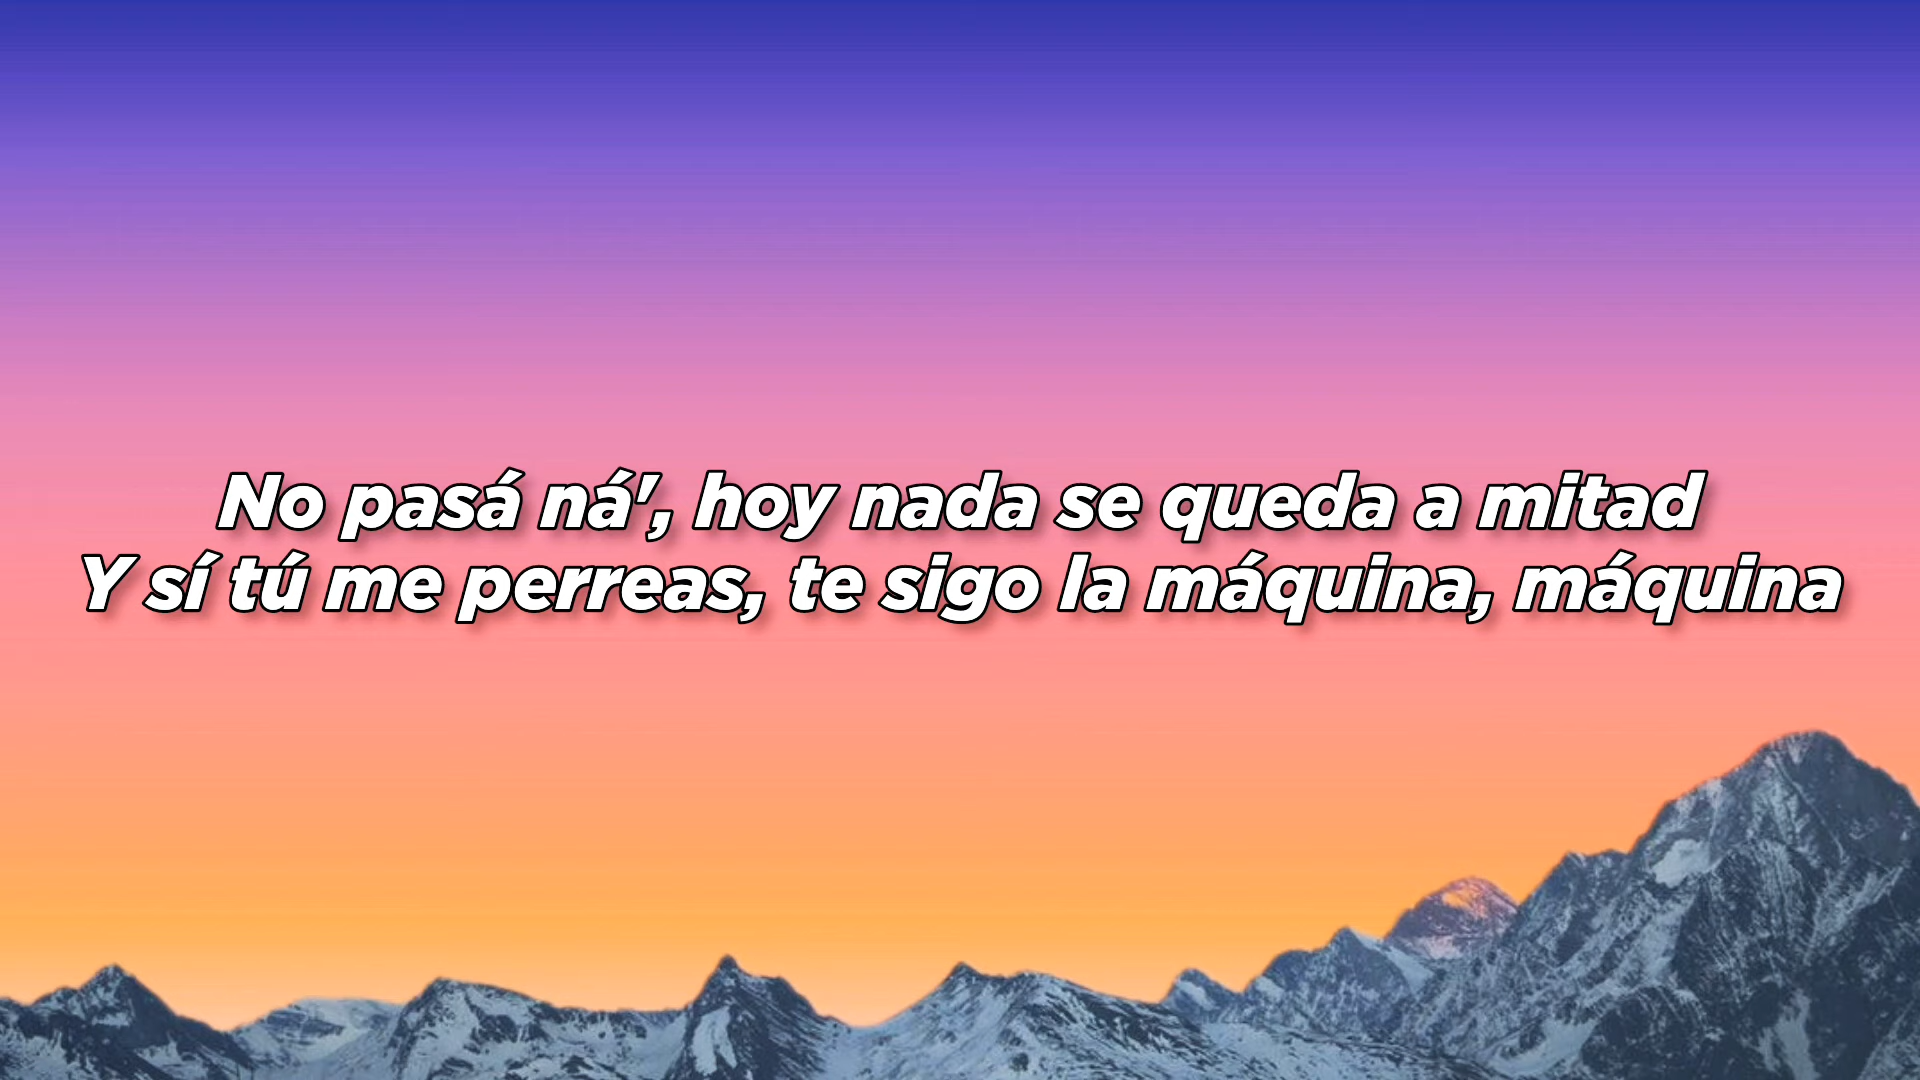 No pasá ná', hoy nada se queda a mitad
Y sí tú me perreas, te sigo la máquina, máquina